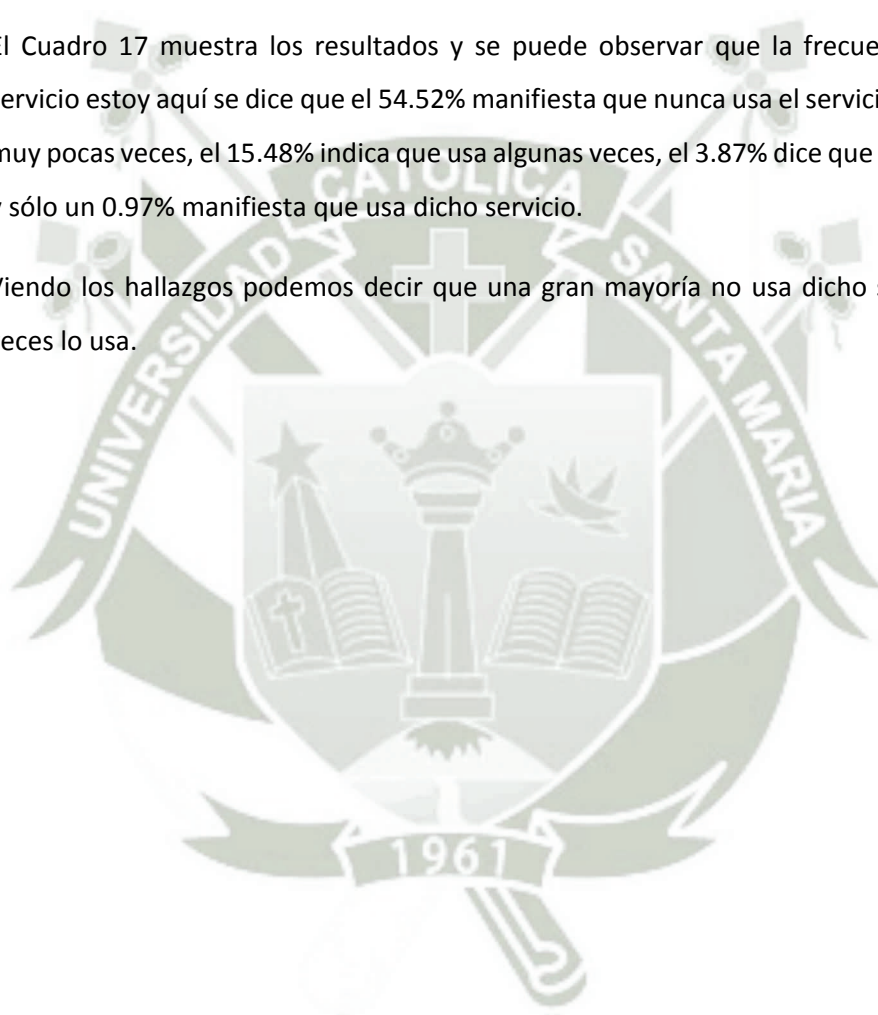 El Cuadro 17 muestra los resultados y se puede observar que la
servicio estoy aquí se dice que el 54.52% manifiesta que nunca usa el
muy pocas veces, el 15.48% indica que usa algunas veces, el 3.87% dice que
y sólo un 0.97% manifiesta que usa dicho servicio.
Viendo los hallazgos podemos decir que una gran mayoría no usa dicho
veces lo usa.
UNIVERSIDAD CATOLICA SANTA MARIA
1961